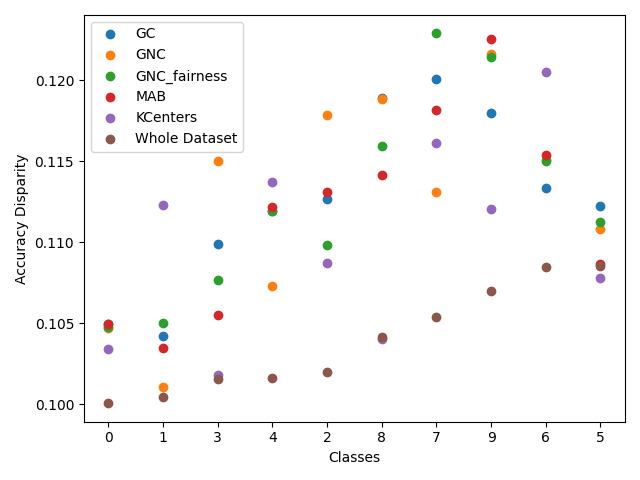 GC
GNC
GNC_fairness
MAB
KCenters
Whole Dataset
0.120
0.115
0.110
0.105
0.100
Accuracy Disparity
0 1 3 4 2 8 7 9 6 5
Classes